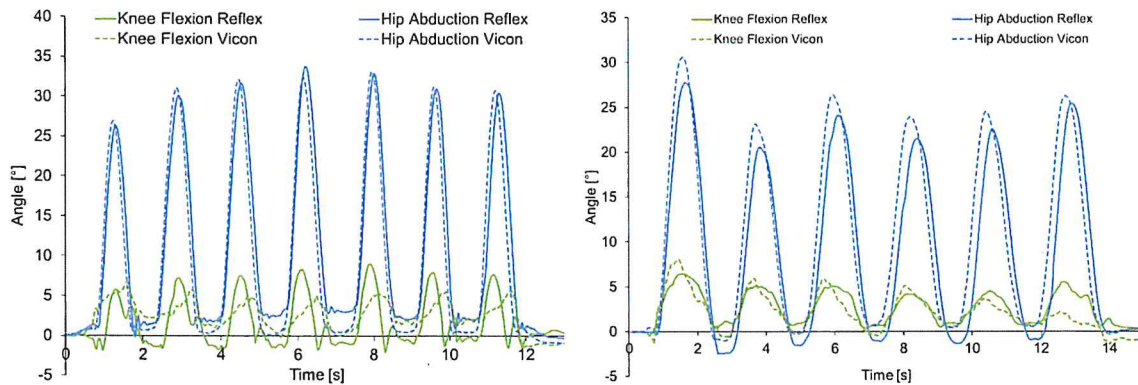 Knee Flexion Reflex
Hip Abduction Reflex
Knee Flexion Vicon
Hip Abduction Vicon
40
35
30
25
20
15
10
5
0
-5
Angle [°]
0
2
4
6
8
10
12
Time [s]
Knee Flexion Reflex
Hip Abduction Reflex
Knee Flexion Vicon
Hip Abduction Vicon
35
30
25
20
15
10
5
0
-5
Angle [°]
0
2
4
6
8
10
12
14
Time [s]